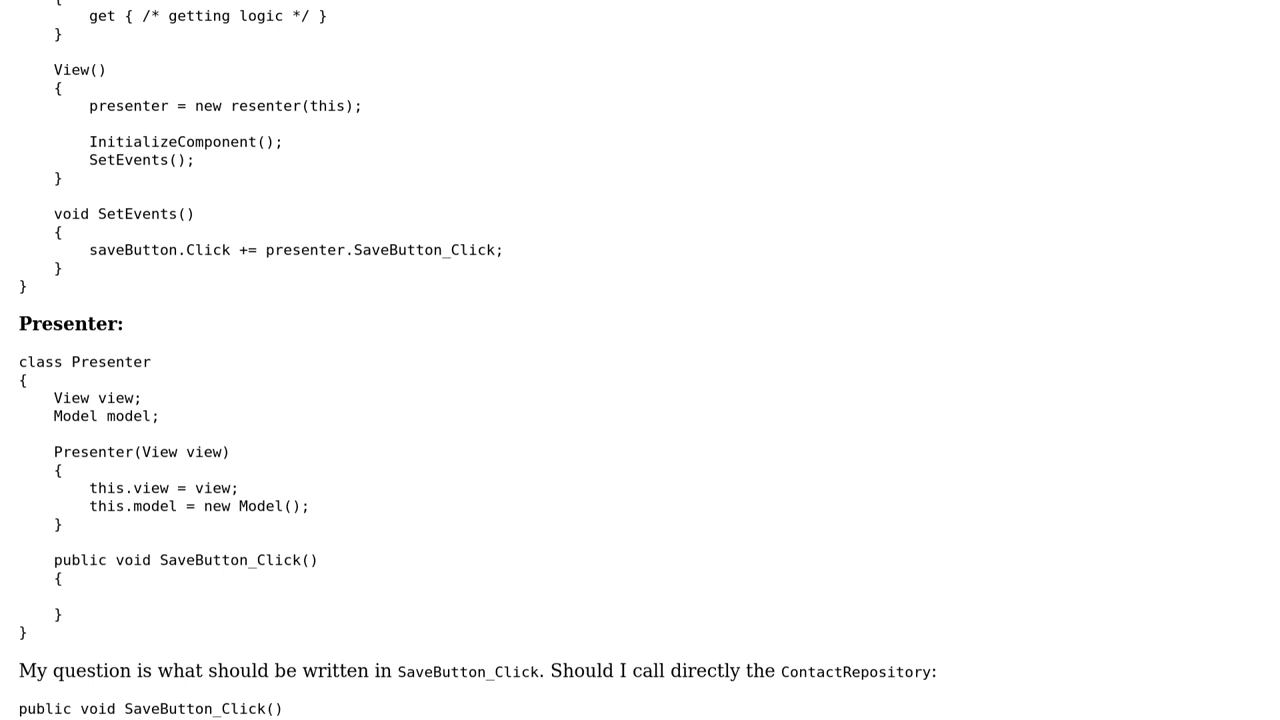 {
get { /* getting logic */ }
}
View()
{
presenter = new resenter(this);
InitializeComponent();
SetEvents();
}
void SetEvents()
{
saveButton.Click += presenter.SaveButton_Click;
}
}
Presenter:
class Presenter
{
View view;
Model model;
Presenter(View view)
{
this.view = view;
this.model = new Model();
}
public void SaveButton_Click()
{
}
}
My question is what should be written in SaveButton_Click. Should I call directly the ContactRepository:
public void SaveButton_Click()